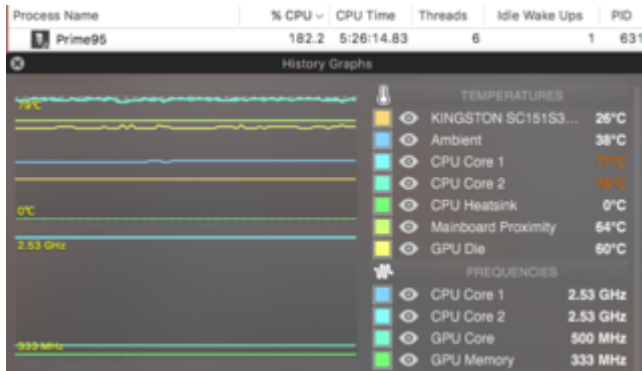 Process Name % CPU CPU Time Threads Idle Wake Ups PID
Prime95 182.2 5:26:14.83 6 1 631
History Graphs
79°C
0°C
2.53 GHz
333 MHz
TEMPERATURES
KINGSTON SC151S3... 26°C
Ambient 38°C
CPU Core 1 77°C
CPU Core 2
CPU Heatsink 0°C
Mainboard Proximity 64°C
GPU Die 60°C
FREQUENCIES
CPU Core 1 2.53 GHz
CPU Core 2 2.53 GHz
GPU Core 500 MHz
GPU Memory 333 MHz